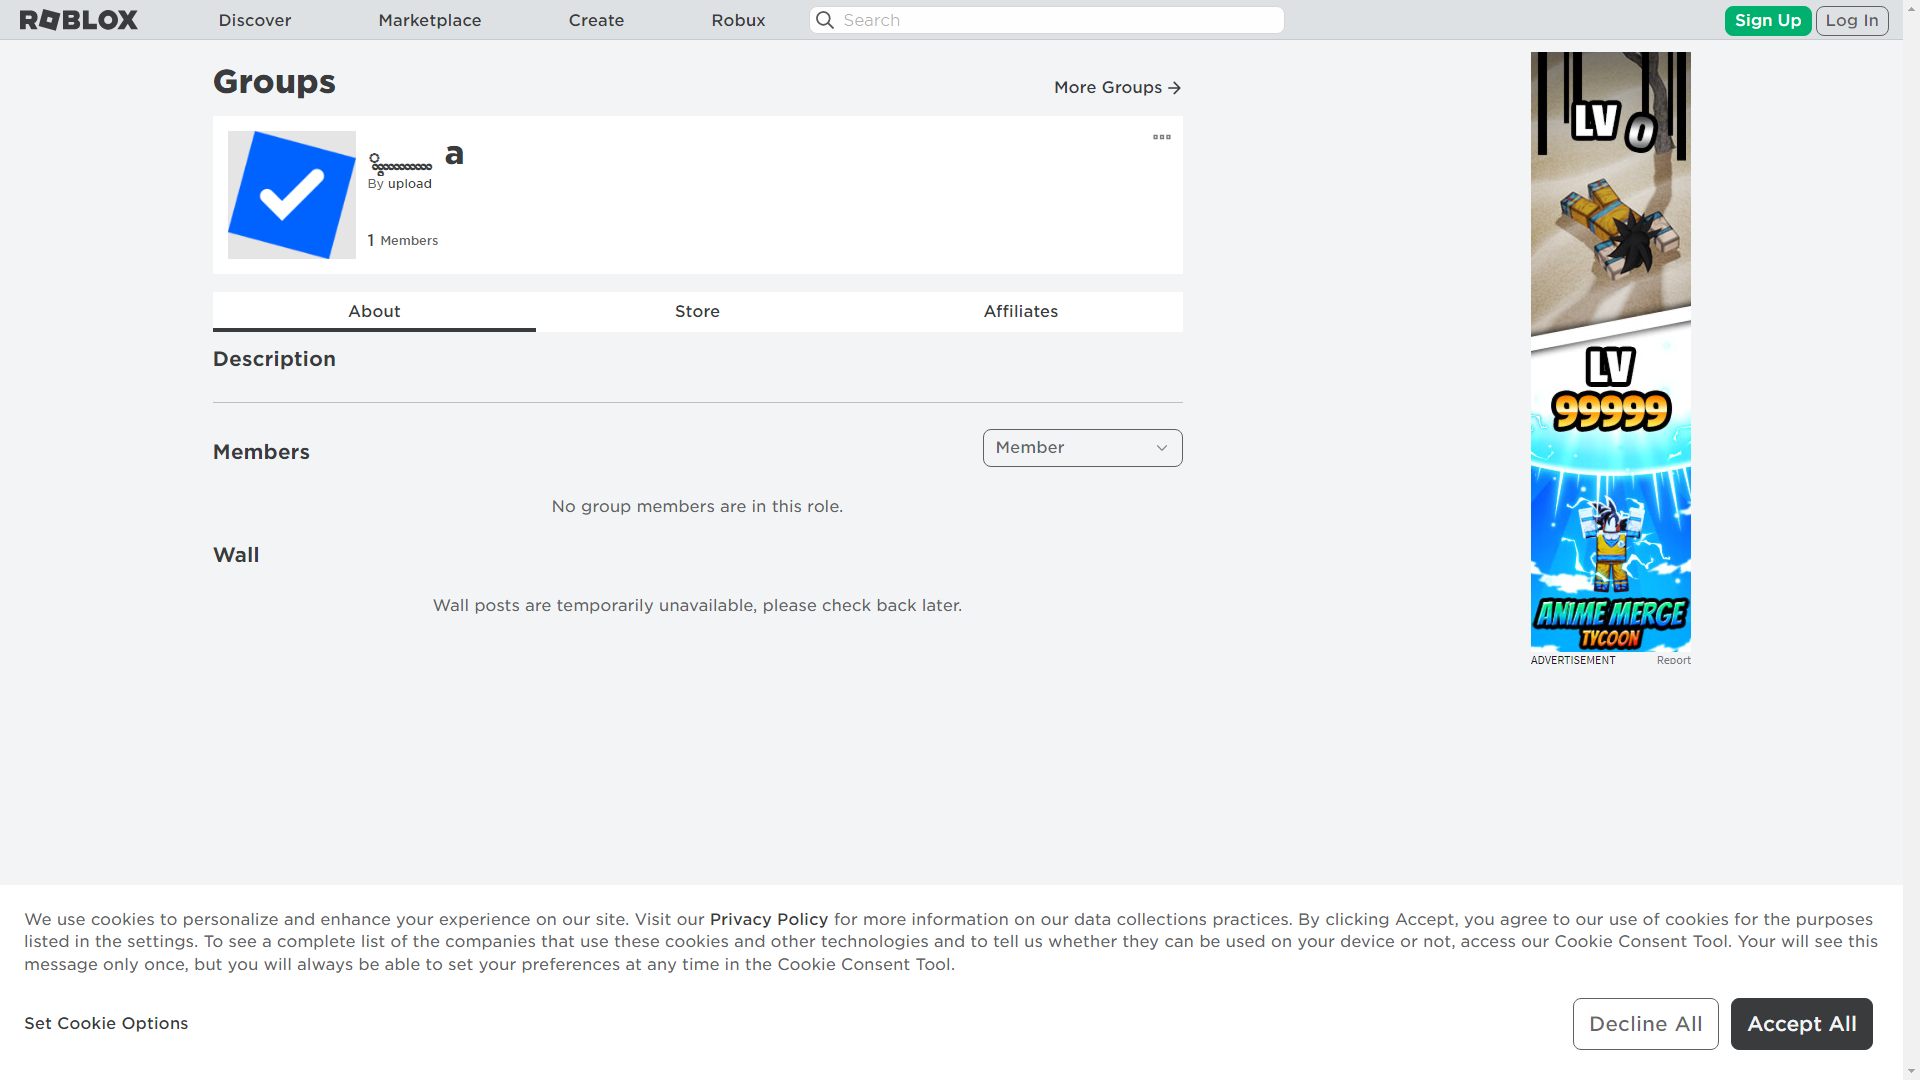 ROBLOX
Discover
Marketplace
Create
Robux
Search
Sign Up
Log In
Groups
More Groups
a
By upload
1 Members
About
Store
Affiliates
Description
Members
Member
No group members are in this role.
Wall
Wall posts are temporarily unavailable, please check back later.
LV 0
LV
99999
ANIME MERGE
TYCOON
ADVERTISEMENT
Report
We use cookies to personalize and enhance your experience on our site. Visit our Privacy Policy for more information on our data collections practices. By clicking Accept, you agree to our use of cookies for the purposes
listed in the settings. To see a complete list of the companies that use these cookies and other technologies and to tell us whether they can be used on your device or not, access our Cookie Consent Tool. Your will see this
message only once, but you will always be able to set your preferences at any time in the Cookie Consent Tool.
Set Cookie Options
Decline All
Accept All